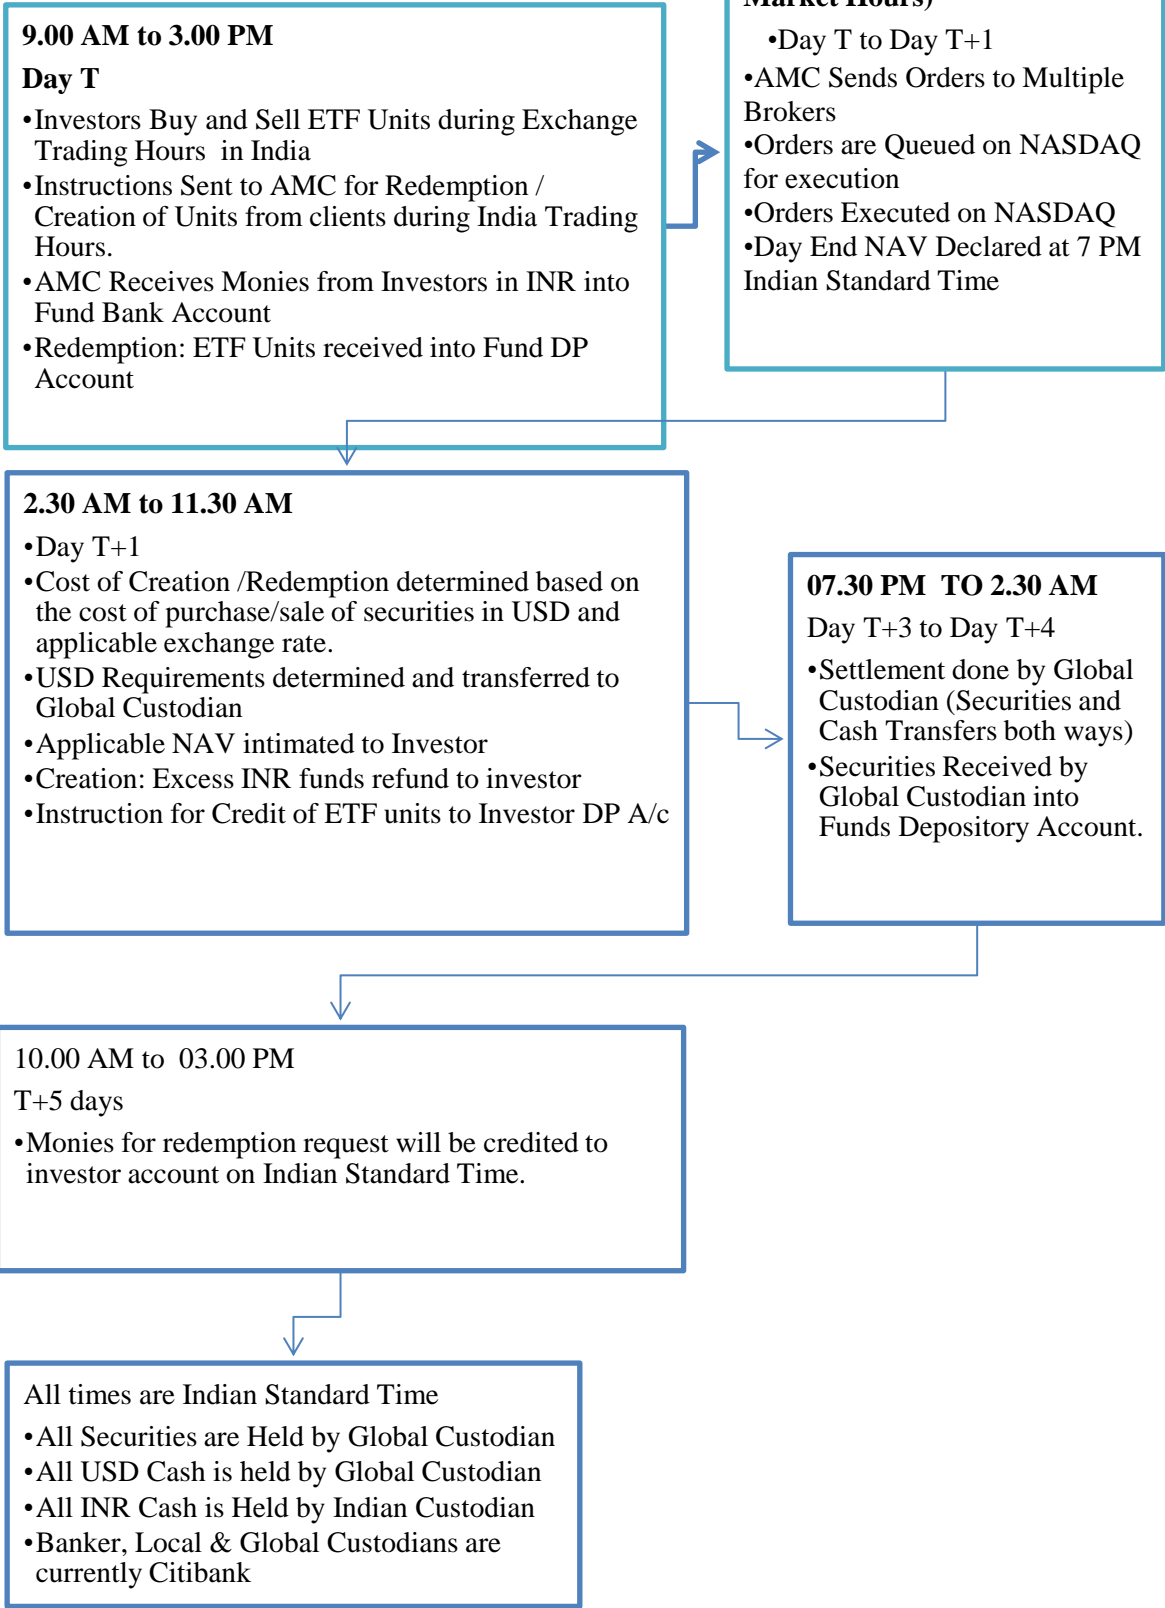 9.00 AM to 3.00 PM
Day T
•Investors Buy and Sell ETF Units during Exchange
Trading Hours in India
•Instructions Sent to AMC for Redemption /
Creation of Units from clients during India Trading
Hours.
•AMC Receives Monies from Investors in INR into
Fund Bank Account
•Redemption: ETF Units received into Fund DP
Account
Market Hours)
•Day T to Day T+1
•AMC Sends Orders to Multiple
Brokers
•Orders are Queued on NASDAQ
for execution
•Orders Executed on NASDAQ
•Day End NAV Declared at 7 PM
Indian Standard Time
2.30 AM to 11.30 AM
•Day T+1
•Cost of Creation /Redemption determined based on
the cost of purchase/sale of securities in USD and
applicable exchange rate.
•USD Requirements determined and transferred to
Global Custodian
•Applicable NAV intimated to Investor
•Creation: Excess INR funds refund to investor
•Instruction for Credit of ETF units to Investor DP A/c
07.30 PM TO 2.30 AM
Day T+3 to Day T+4
•Settlement done by Global
Custodian (Securities and
Cash Transfers both ways)
•Securities Received by
Global Custodian into
Funds Depository Account.
10.00 AM to 03.00 PM
T+5 days
•Monies for redemption request will be credited to
investor account on Indian Standard Time.
All times are Indian Standard Time
•All Securities are Held by Global Custodian
•All USD Cash is held by Global Custodian
•All INR Cash is Held by Indian Custodian
•Banker, Local & Global Custodians are
currently Citibank